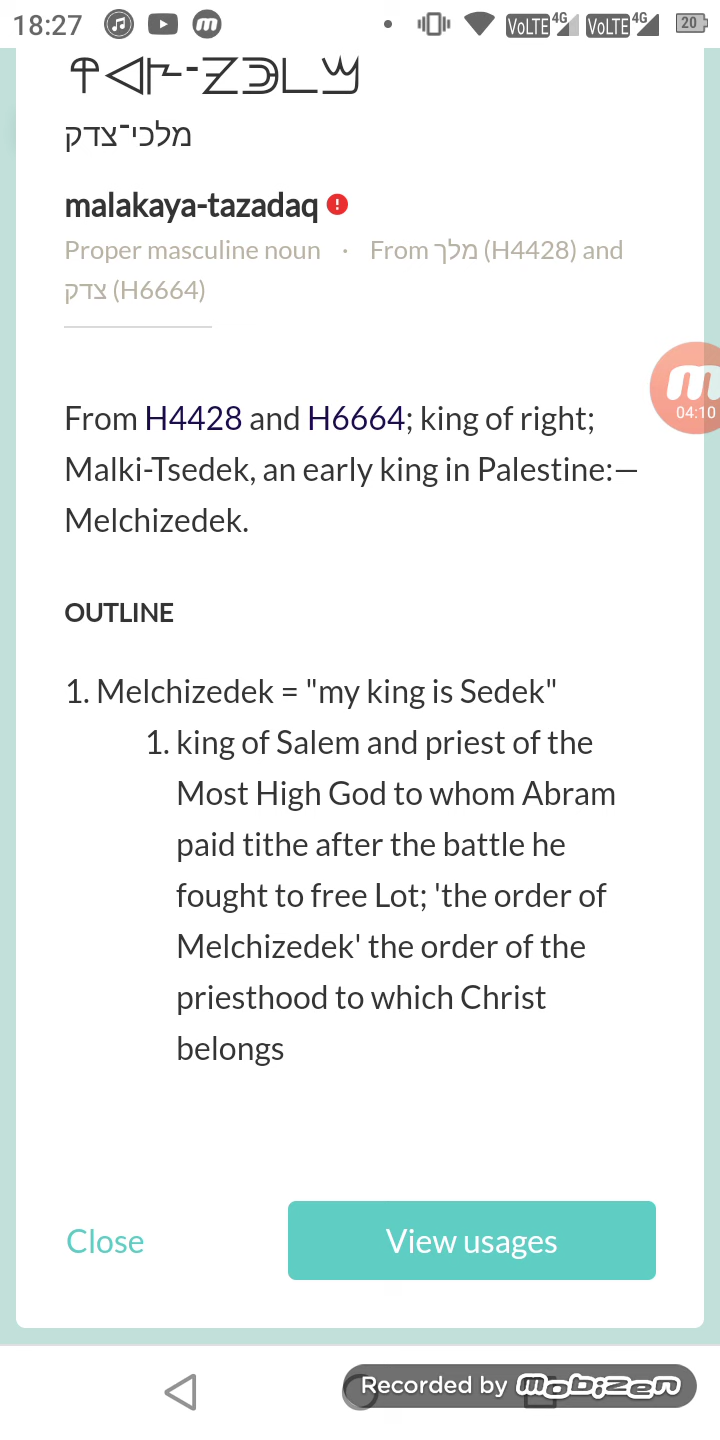 18:27 VoLTE 4G VoLTE 4G 20
𐤒𐤃𐤑-𐤉𐤊𐤋𐤌
מלכי־צדק
malakaya-tazadaq
Proper masculine noun · From מלך (H4428) and
צדק (H6664)
04:10
From H4428 and H6664; king of right;
Malki-Tsedek, an early king in Palestine:—
Melchizedek.
OUTLINE
1. Melchizedek = "my king is Sedek"
1. king of Salem and priest of the
Most High God to whom Abram
paid tithe after the battle he
fought to free Lot; 'the order of
Melchizedek' the order of the
priesthood to which Christ
belongs
Close View usages
Recorded by mobizen